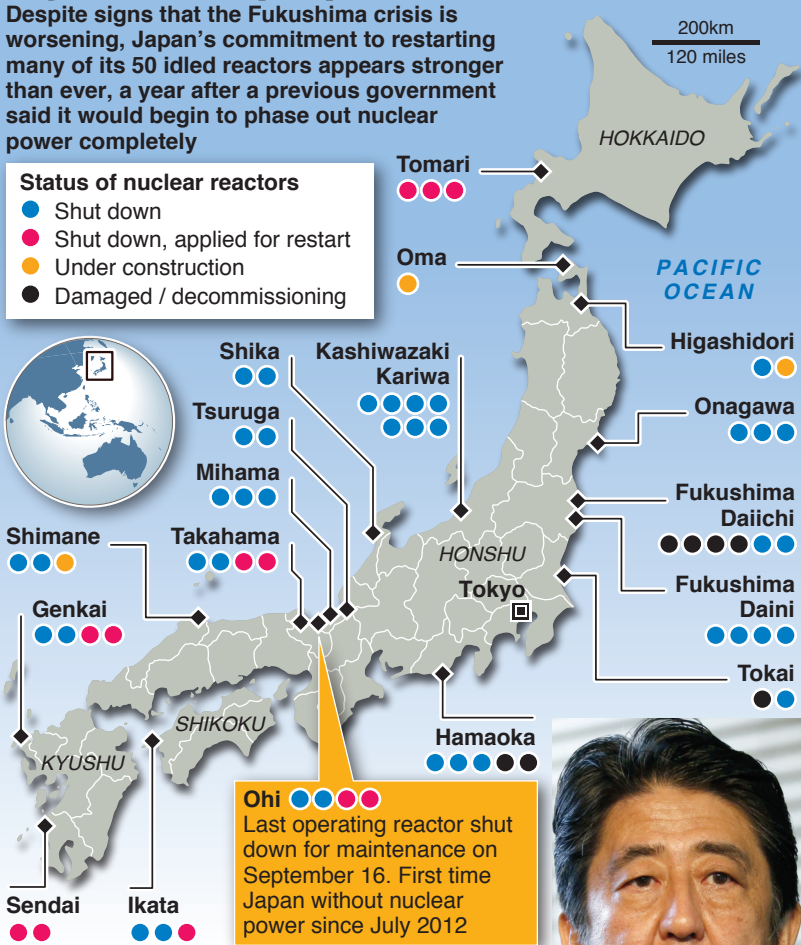 Despite signs that the Fukushima crisis is
worsening, Japan's commitment to restarting
many of its 50 idled reactors appears stronger
than ever, a year after a previous government
said it would begin to phase out nuclear
power completely
200km
120 miles
HOKKAIDO
Status of nuclear reactors
Shut down
Shut down, applied for restart
Under construction
Damaged / decommissioning
Tomari
Oma
PACIFIC
OCEAN
Higashidori
Shika
Kashiwazaki
Kariwa
Tsuruga
Onagawa
Mihama
Fukushima
Daiichi
Shimane
Takahama
HONSHU
Tokyo
Fukushima
Daini
Genkai
Tokai
SHIKOKU
Hamaoka
KYUSHU
Ohi
Last operating reactor shut
down for maintenance on
September 16. First time
Japan without nuclear
power since July 2012
Sendai
Ikata